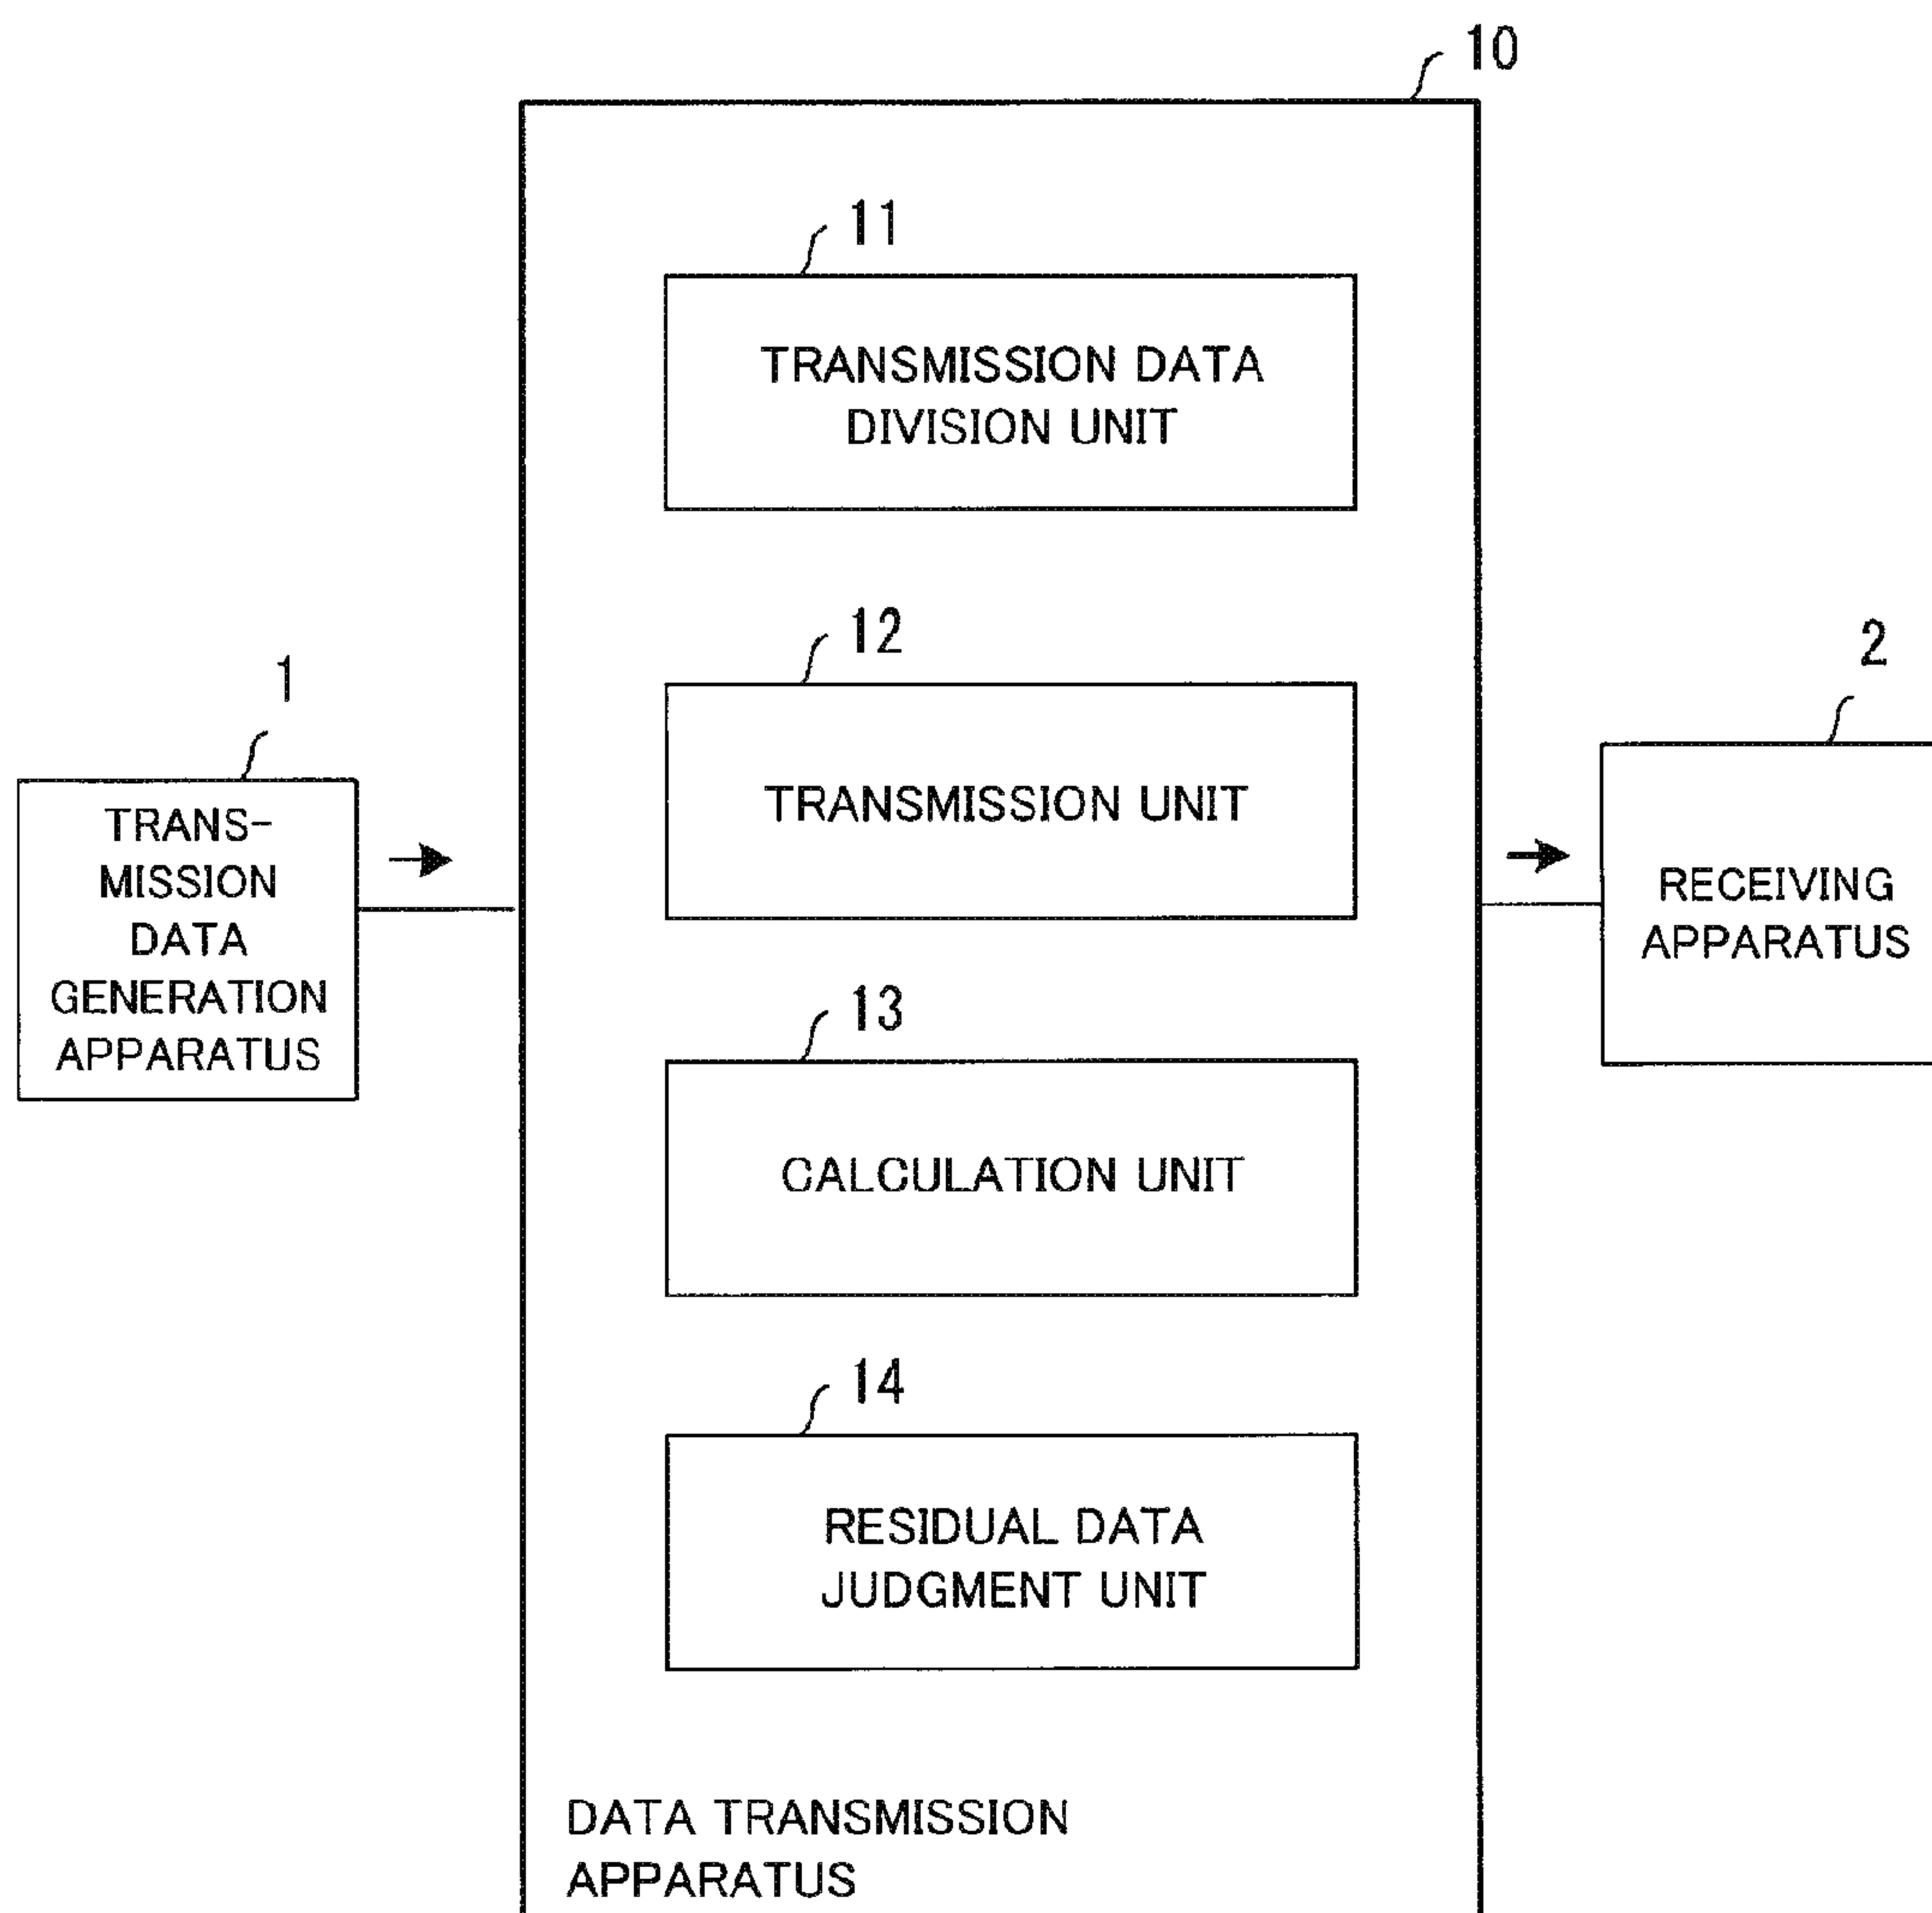 10
11
TRANSMISSION DATA
DIVISION UNIT
12
TRANSMISSION UNIT
1
TRANS-
MISSION
DATA
GENERATION
APPARATUS
2
RECEIVING
APPARATUS
13
CALCULATION UNIT
14
RESIDUAL DATA
JUDGMENT UNIT
DATA TRANSMISSION
APPARATUS